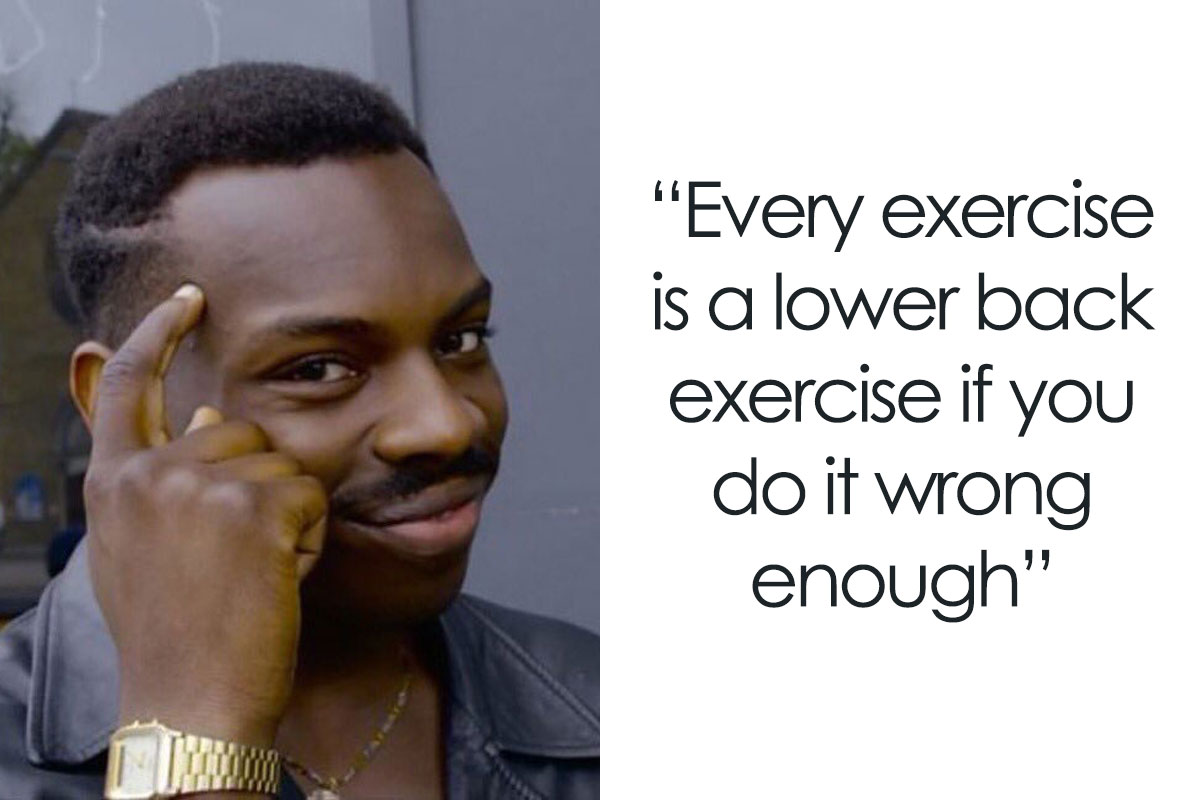 “Every exercise
is a lower back
exercise if you
do it wrong
enough”